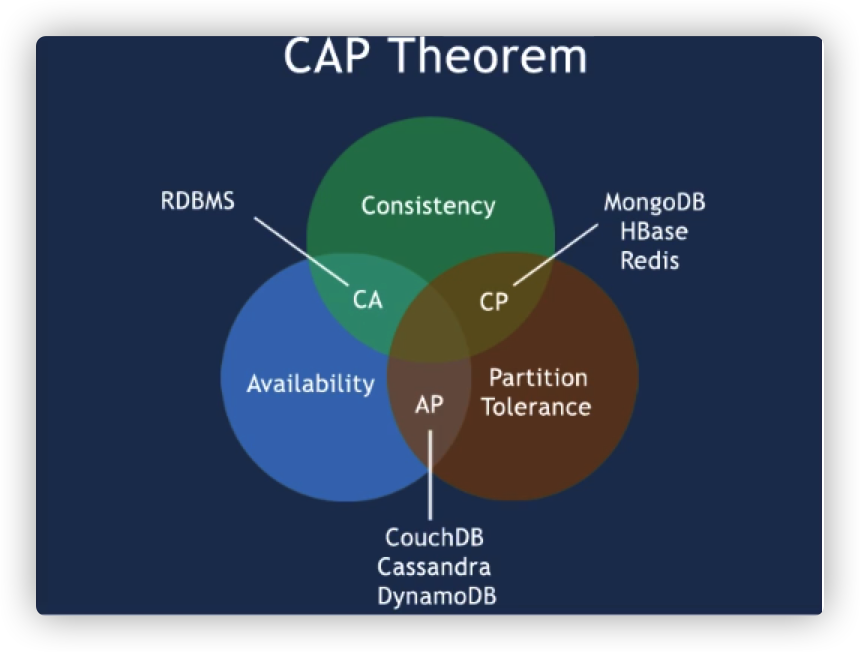 CAP Theorem
RDBMS
Consistency
MongoDB
HBase
Redis
CA
CP
Availability
Partition
Tolerance
AP
CouchDB
Cassandra
DynamoDB